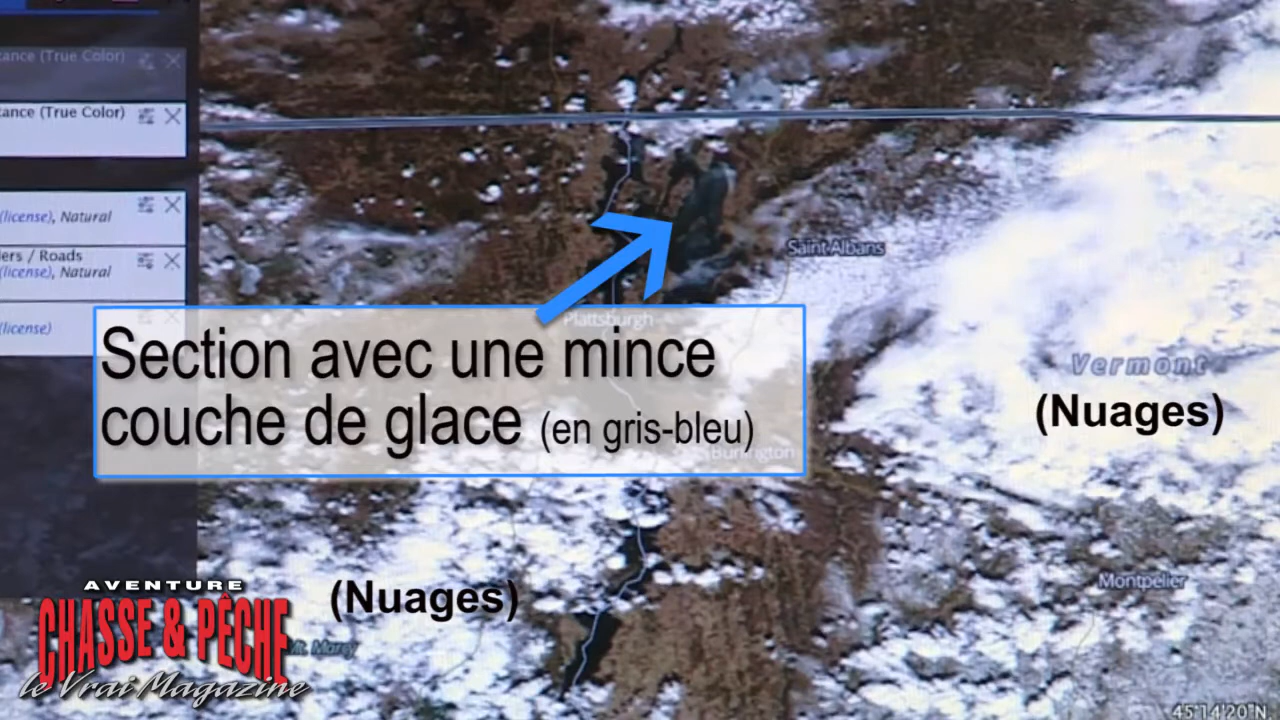 tance (True Color)
tance (True Color)
(license), Natural
ers / Roads
(license), Natural
(license)
Saint Albans
Plattsburgh
Section avec une mince
couche de glace (en gris-bleu)
Vermont
(Nuages)
Burlington
(Nuages)
Montpelier
Mt. Marcy
AVENTURE
CHASSE & PÊCHE
le Vrai Magazine
45°14'20"N